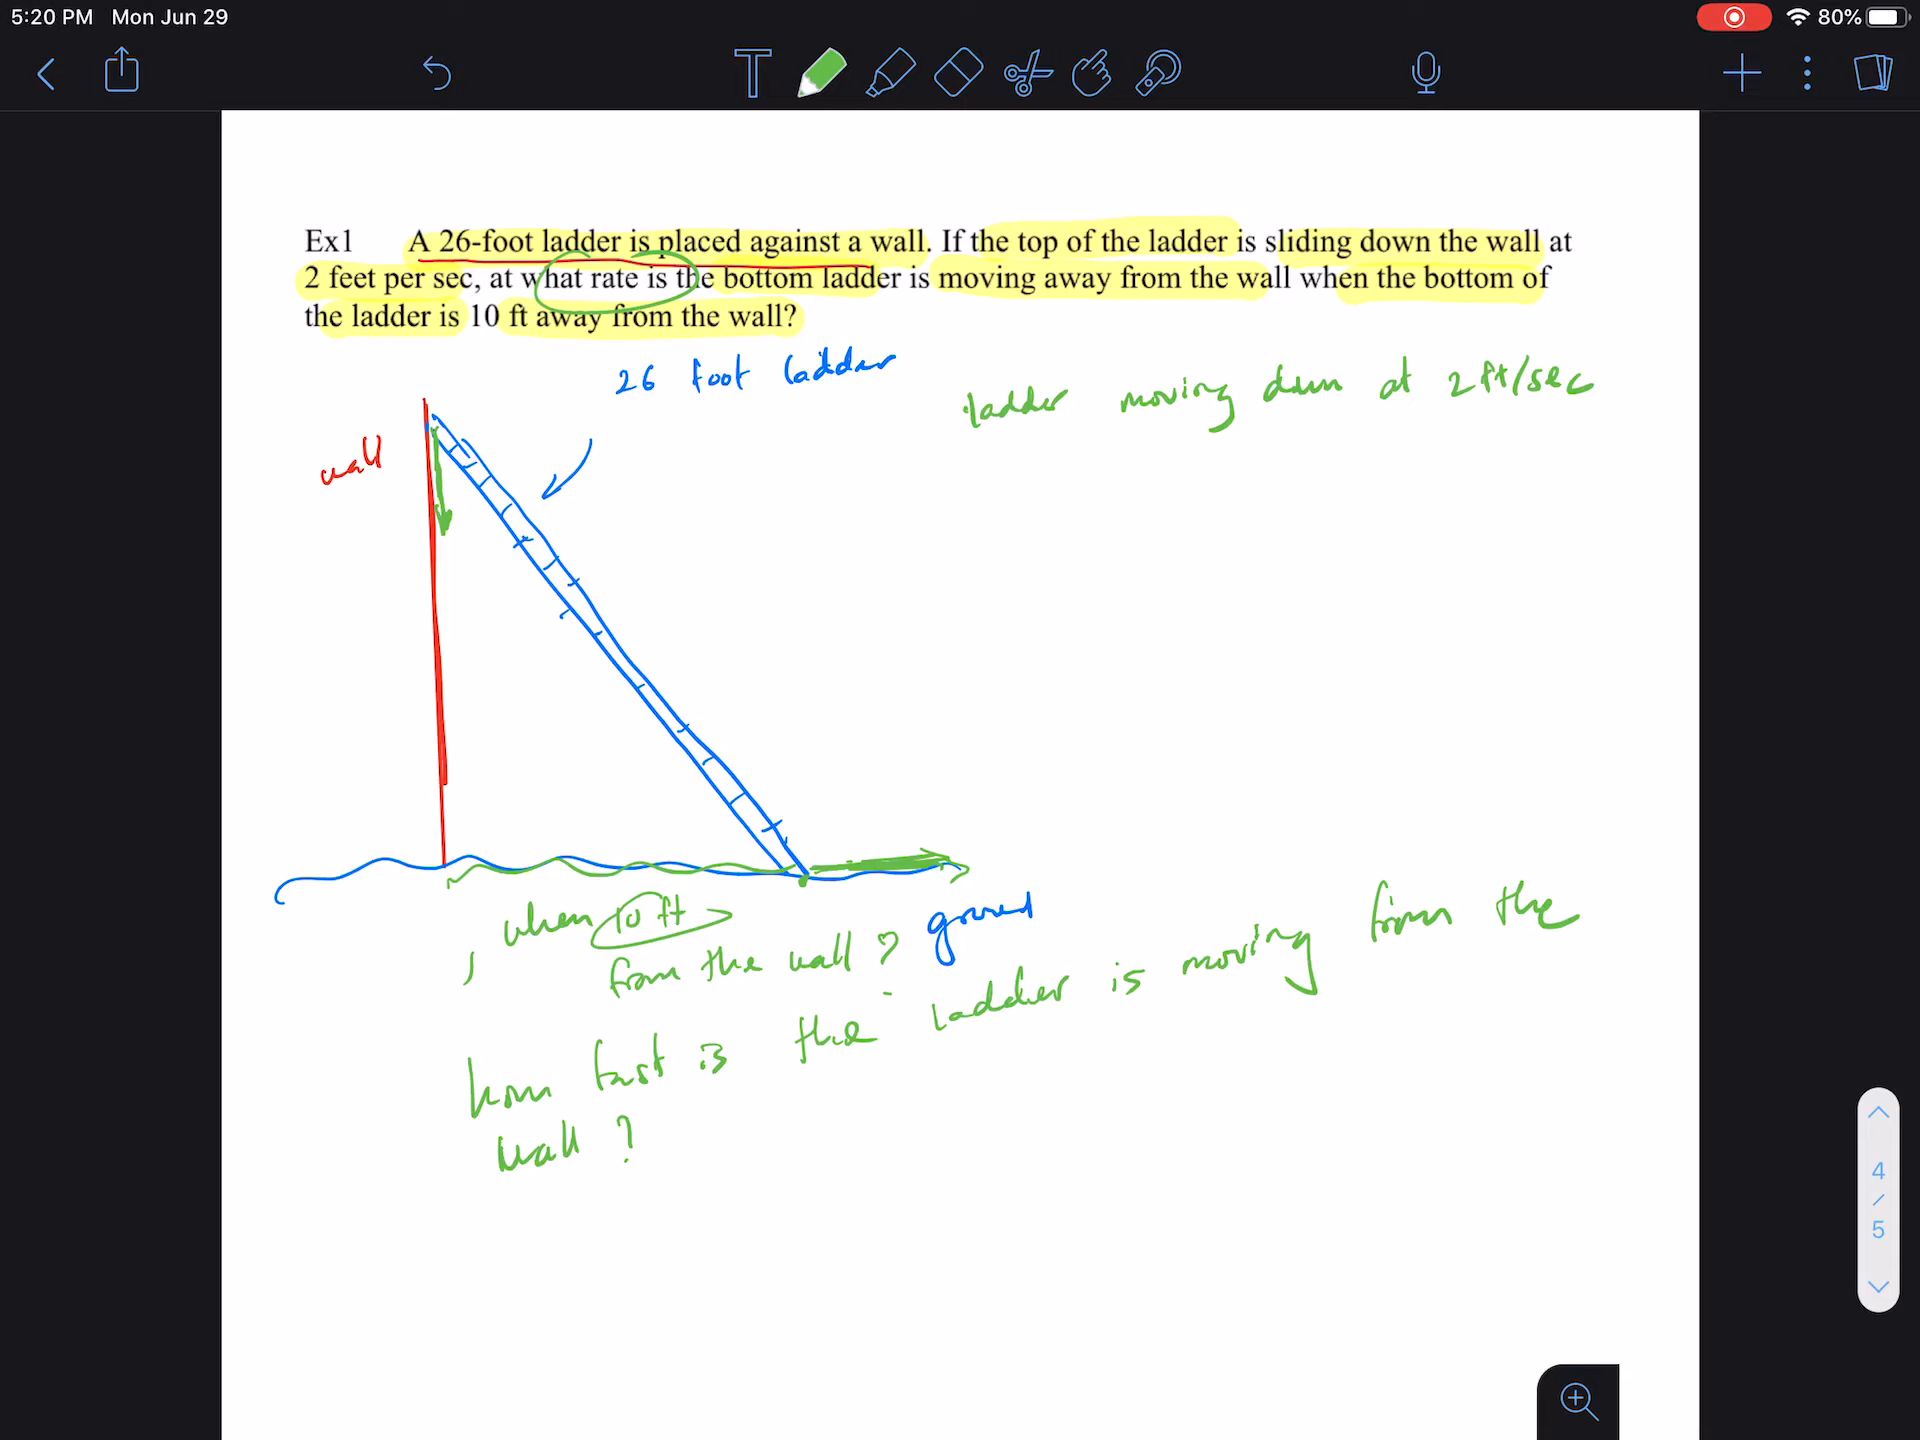 5:20 PM Mon Jun 29
80%
T
Ex1 A 26-foot ladder is placed against a wall. If the top of the ladder is sliding down the wall at
2 feet per sec, at what rate is the bottom ladder is moving away from the wall when the bottom of
the ladder is 10 ft away from the wall?
26 foot ladder
ladder moving down at 2ft/sec
wall
, when 10 ft
from the wall?
ground
how fast is the ladder is moving from the
wall?
4
/
5